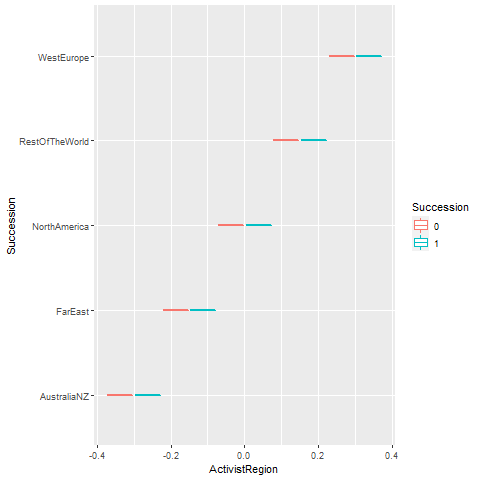 WestEurope
RestOfTheWorld
NorthAmerica
FarEast
AustraliaNZ
Succession
-0.4
-0.2
0.0
0.2
0.4
ActivistRegion
Succession
0
1